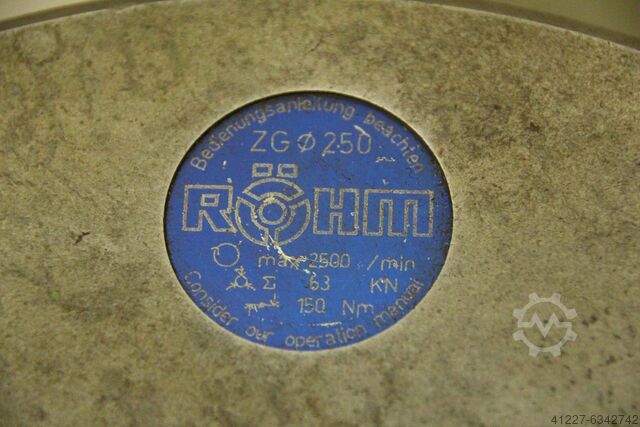 Bedienungsanleitung beachten
ZG Ø 250
RÖHM
max 2500 /min
Σ 63 KN
150 Nm
Consider our operation manual
41227-6342742